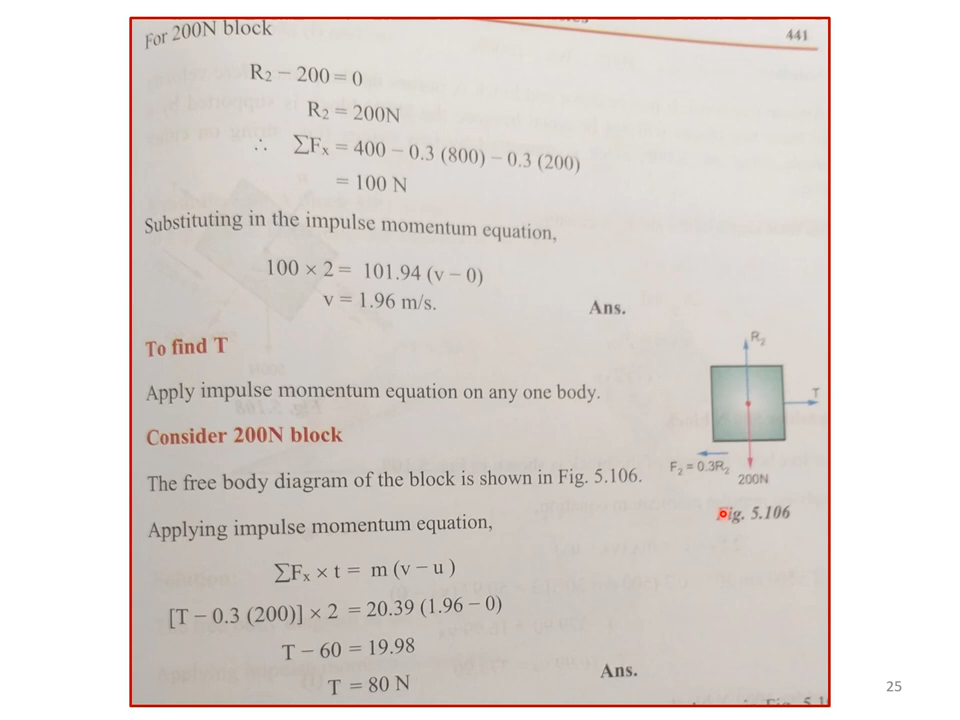 441
For 200N block
R₂ − 200 = 0
R₂ = 200N
∴ ∑Fₓ = 400 − 0.3 (800) − 0.3 (200)
= 100 N
Substituting in the impulse momentum equation,
100 × 2 = 101.94 (v − 0)
v = 1.96 m/s. Ans.
To find T
Apply impulse momentum equation on any one body.
Consider 200N block
The free body diagram of the block is shown in Fig. 5.106.
Applying impulse momentum equation,
∑Fₓ × t = m (v − u )
[T − 0.3 (200)] × 2 = 20.39 (1.96 − 0)
T − 60 = 19.98
T = 80 N Ans.
R₂
T
F₂ = 0.3R₂
200N
Fig. 5.106
25